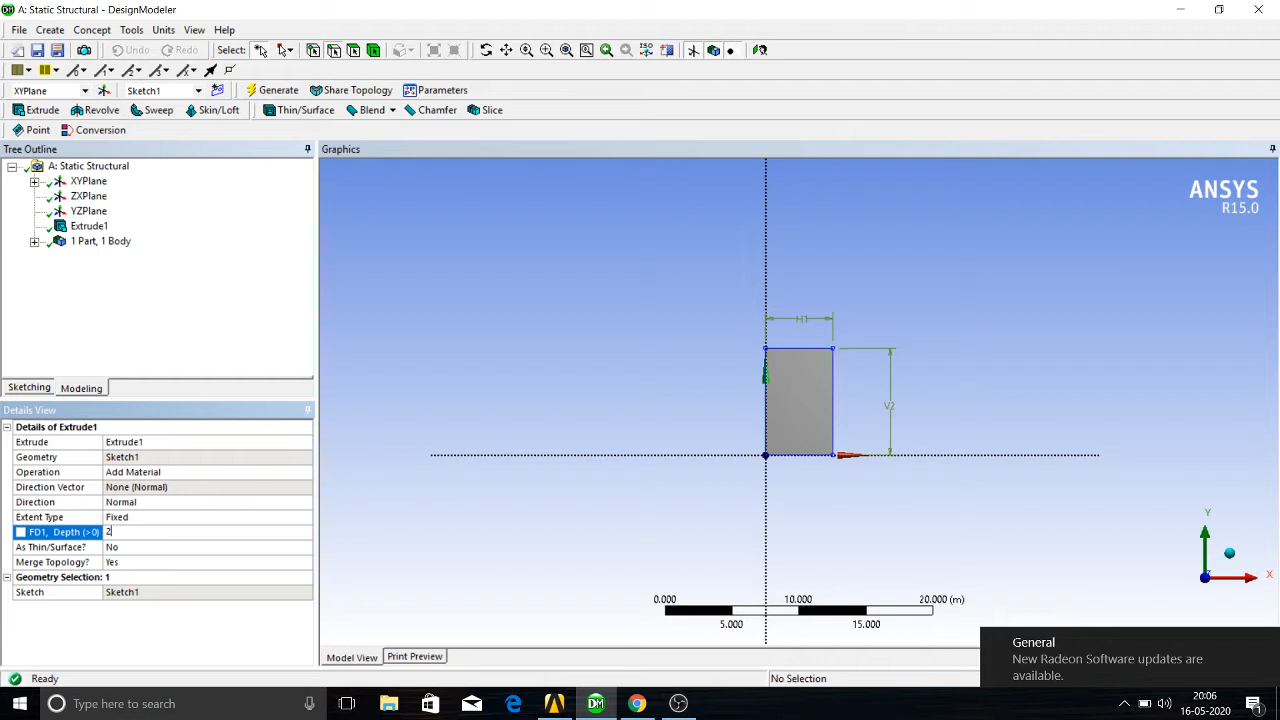 A: Static Structural - DesignModeler
File Create Concept Tools Units View Help
Undo Redo Select:
XYPlane Sketch1 Generate Share Topology Parameters
Extrude Revolve Sweep Skin/Loft Thin/Surface Blend Chamfer Slice
Point Conversion
Tree Outline
A: Static Structural
XYPlane
ZXPlane
YZPlane
Extrude1
1 Part, 1 Body
Sketching Modeling
Details View
Details of Extrude1
Extrude Extrude1
Geometry Sketch1
Operation Add Material
Direction Vector None (Normal)
Direction Normal
Extent Type Fixed
FD1, Depth (>0) 2
As Thin/Surface? No
Merge Topology? Yes
Geometry Selection: 1
Sketch Sketch1
Graphics
ANSYS
R15.0
H1
V2
Y
X
0.000 10.000 20.000 (m)
5.000 15.000
Model View Print Preview
General
New Radeon Software updates are
available.
Ready No Selection
Type here to search
DM
20:06
16-05-2020